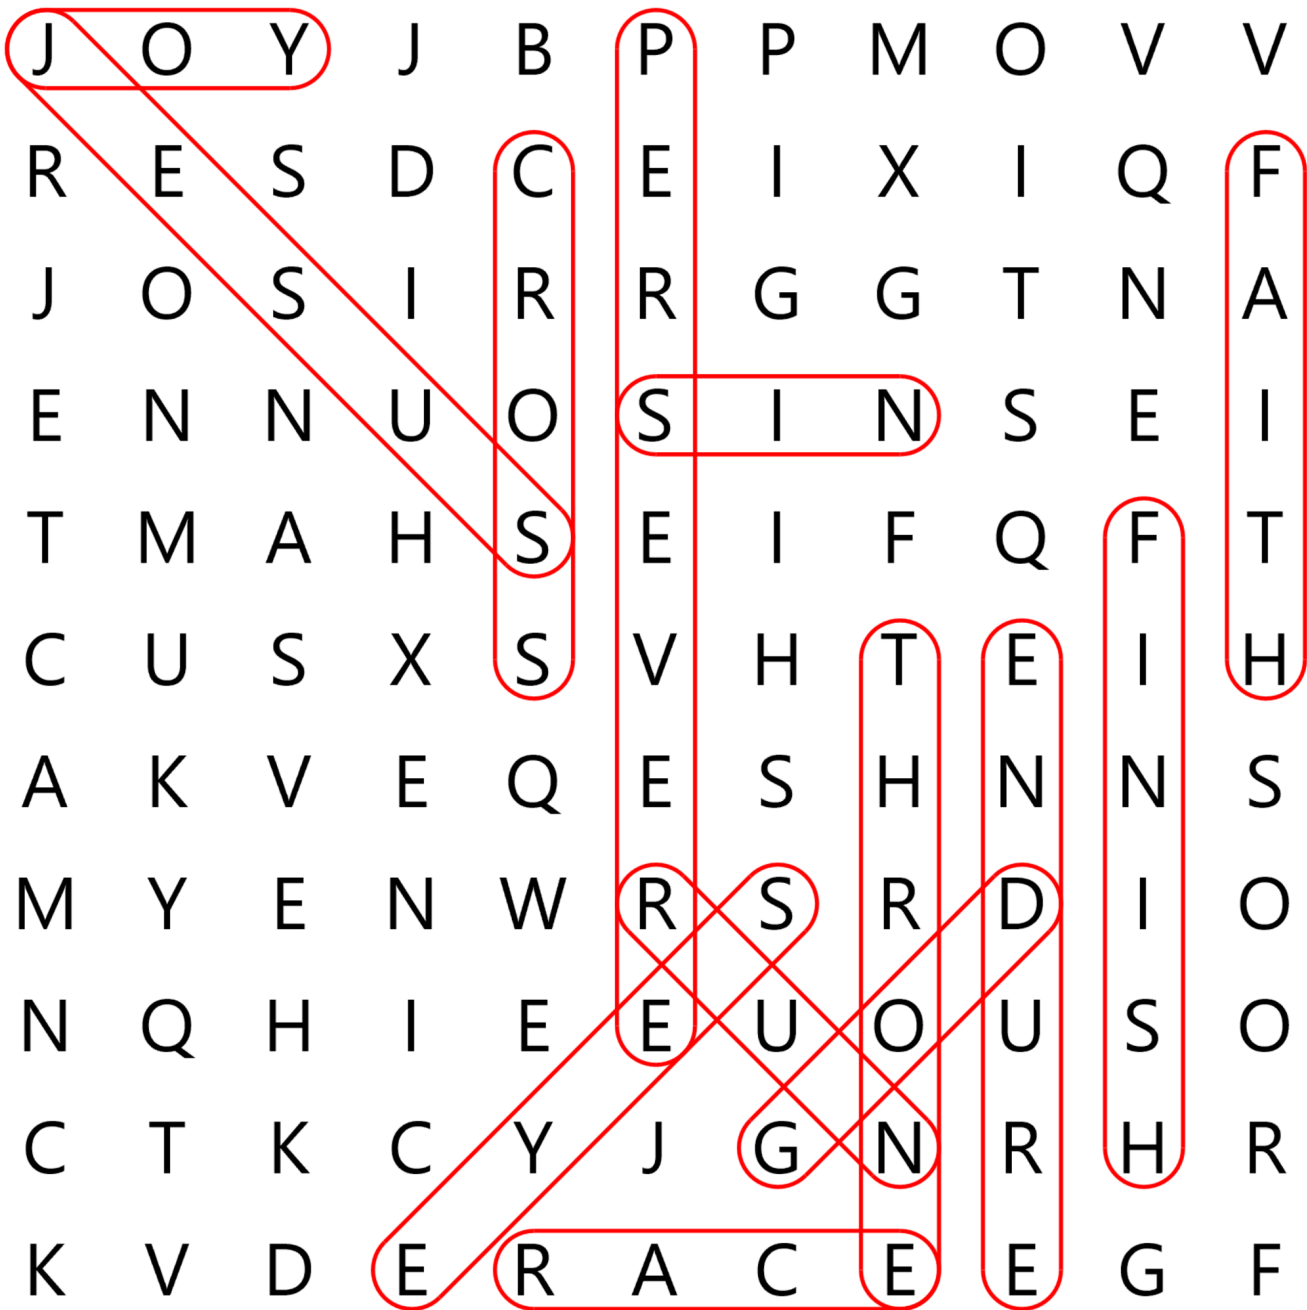 J O Y J B P P M O V V
R E S D C E I X I Q F
J O S I R R G G T N A
E N N U O S I N S E I
T M A H S E I F Q F T
C U S X S V H T E I H
A K V E Q E S H N N S
M Y E N W R S R D I O
N Q H I E E U O U S O
C T K C Y J G N R H R
K V D E R A C E E G F